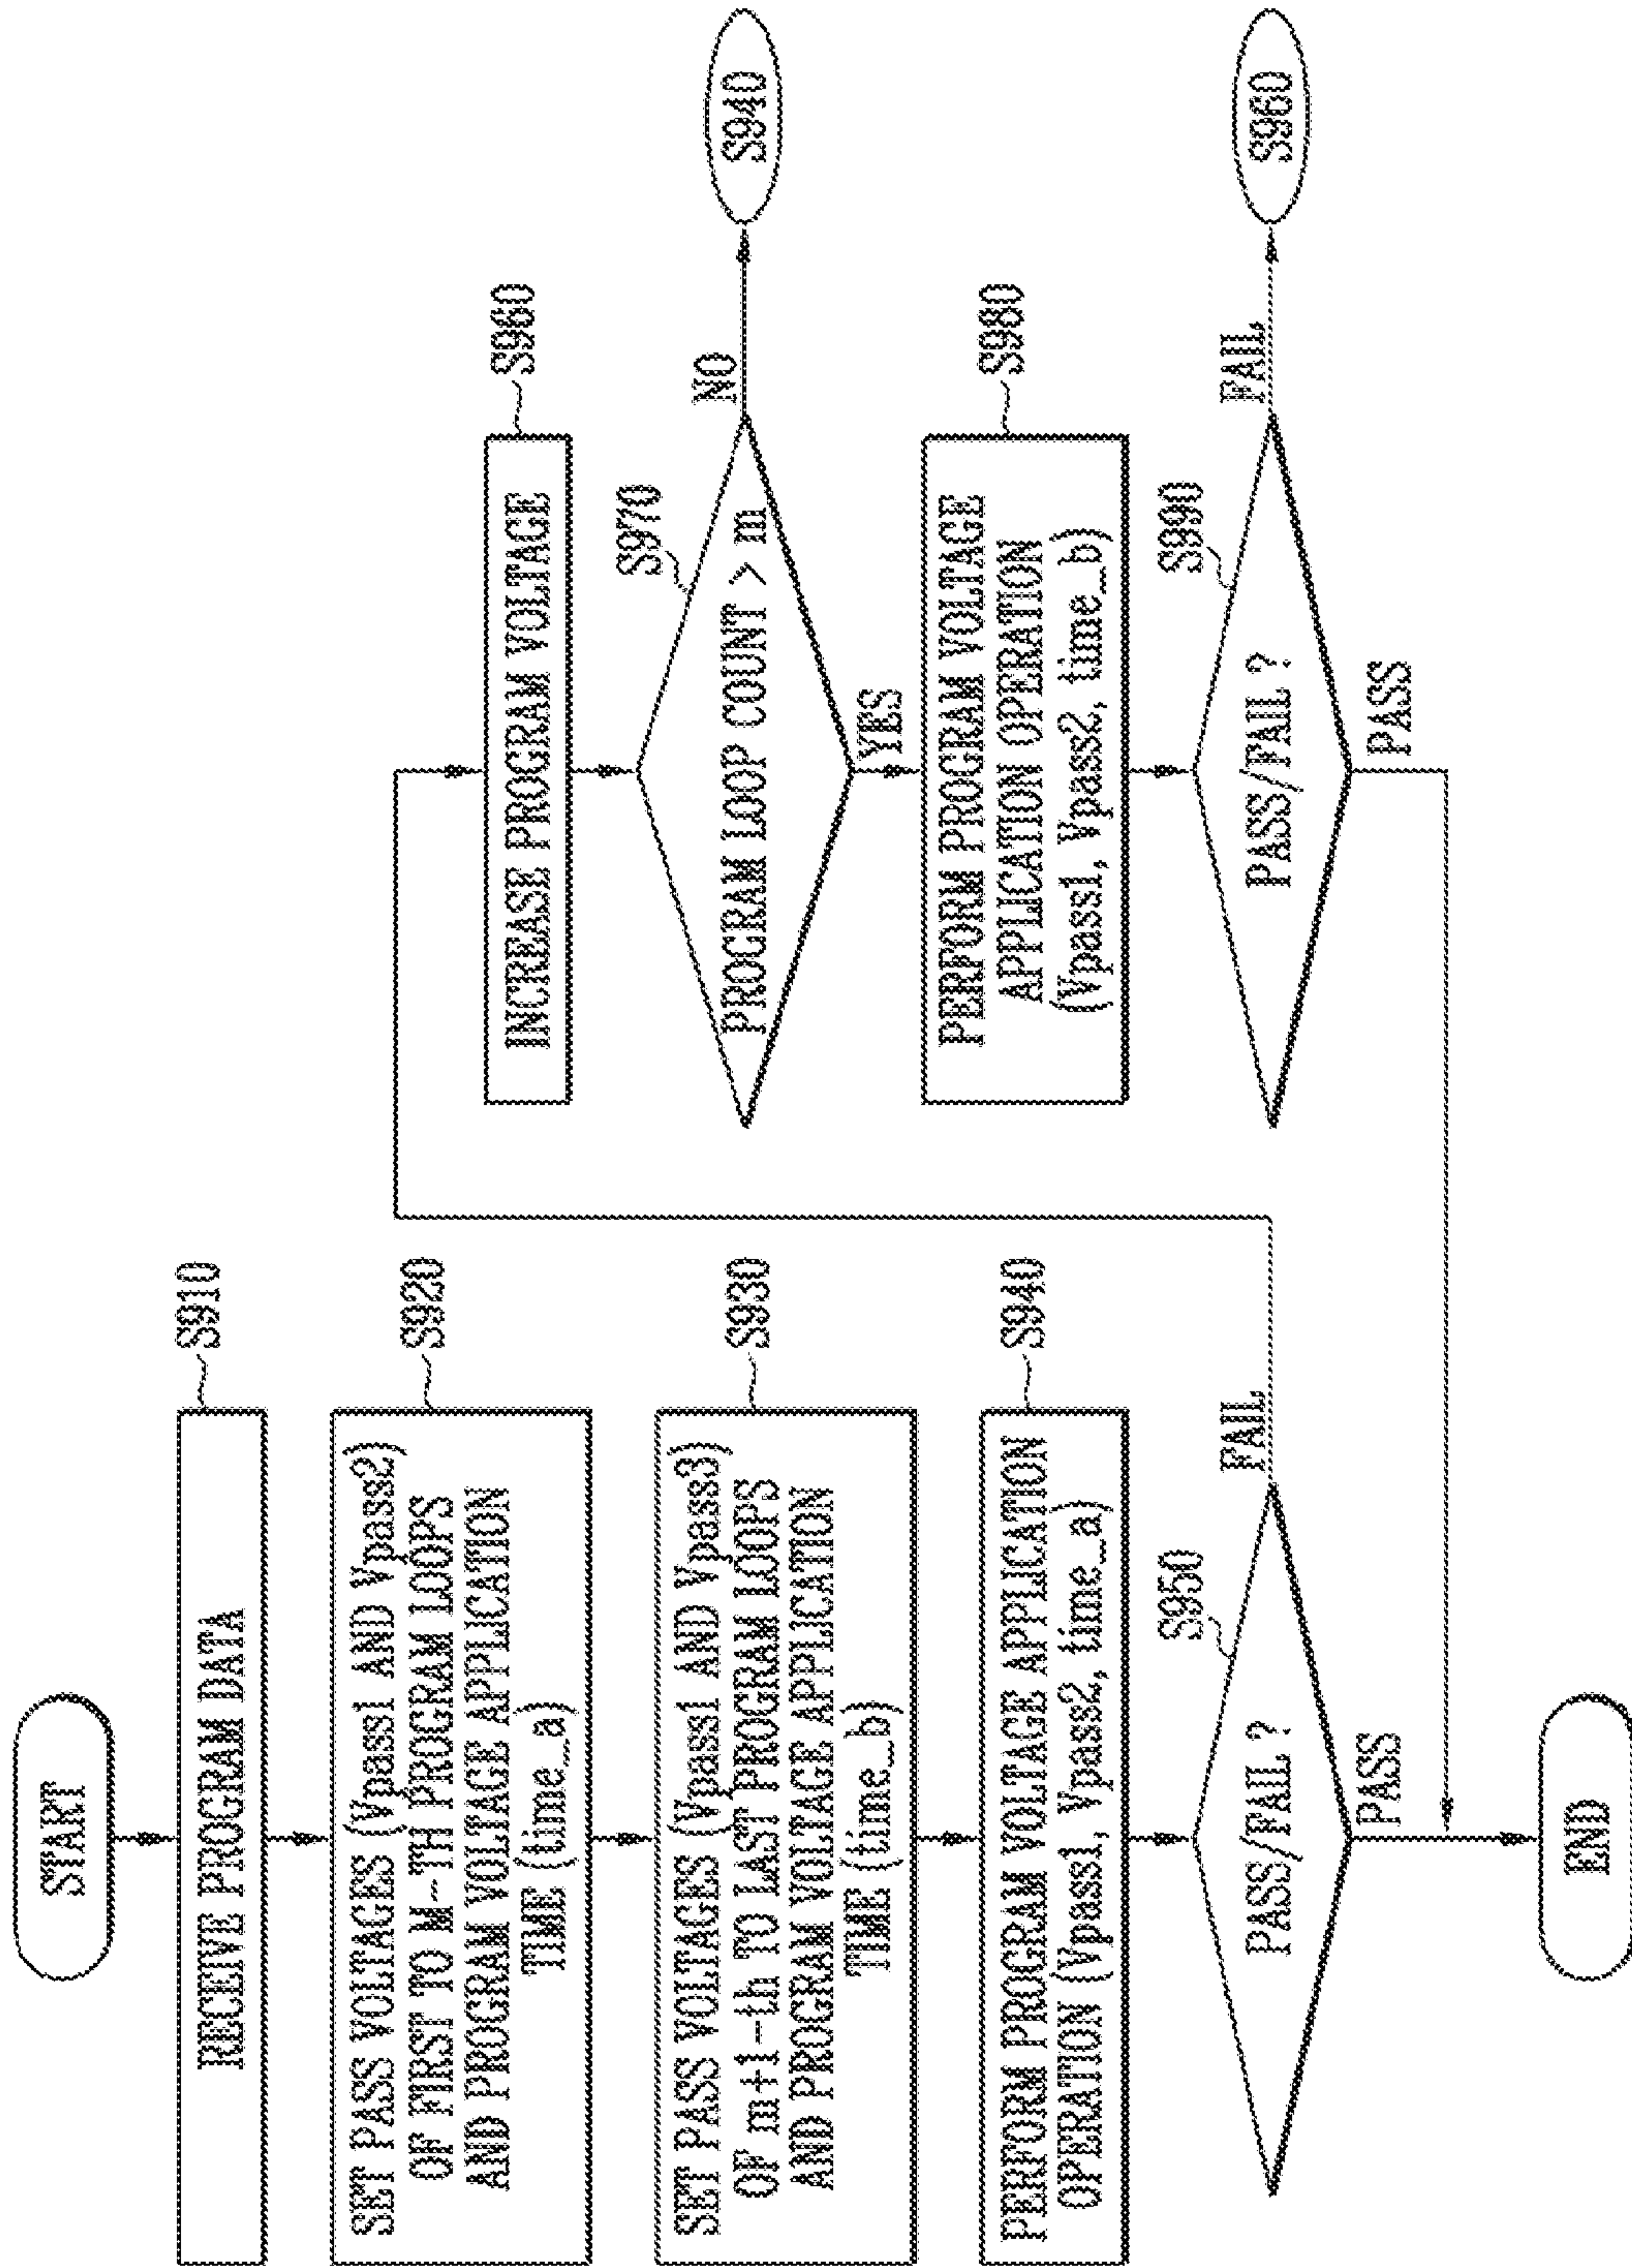 START
RECEIVE PROGRAM DATA
S910
SET PASS VOLTAGES (Vpass1 AND Vpass2)
OF FIRST TO M-TH PROGRAM LOOPS
AND PROGRAM VOLTAGE APPLICATION
TIME (time_a)
S920
SET PASS VOLTAGES (Vpass1 AND Vpass3)
OF m+1-th TO LAST PROGRAM LOOPS
AND PROGRAM VOLTAGE APPLICATION
TIME (time_b)
S930
PERFORM PROGRAM VOLTAGE APPLICATION
OPERATION (Vpass1, Vpass2, time_a)
S940
S950
PASS/FAIL ?
FAIL
PASS
END
INCREASE PROGRAM VOLTAGE
S960
S970
PROGRAM LOOP COUNT > m
NO
S940
YES
PERFORM PROGRAM VOLTAGE
APPLICATION OPERATION
(Vpass1, Vpass2, time_b)
S980
S990
PASS/FAIL ?
FAIL
S960
PASS